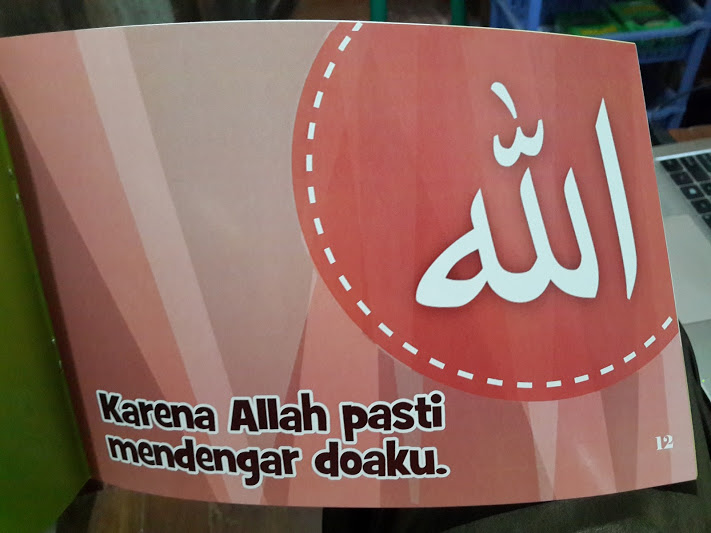 الله
Karena Allah pasti
mendengar doaku.
12